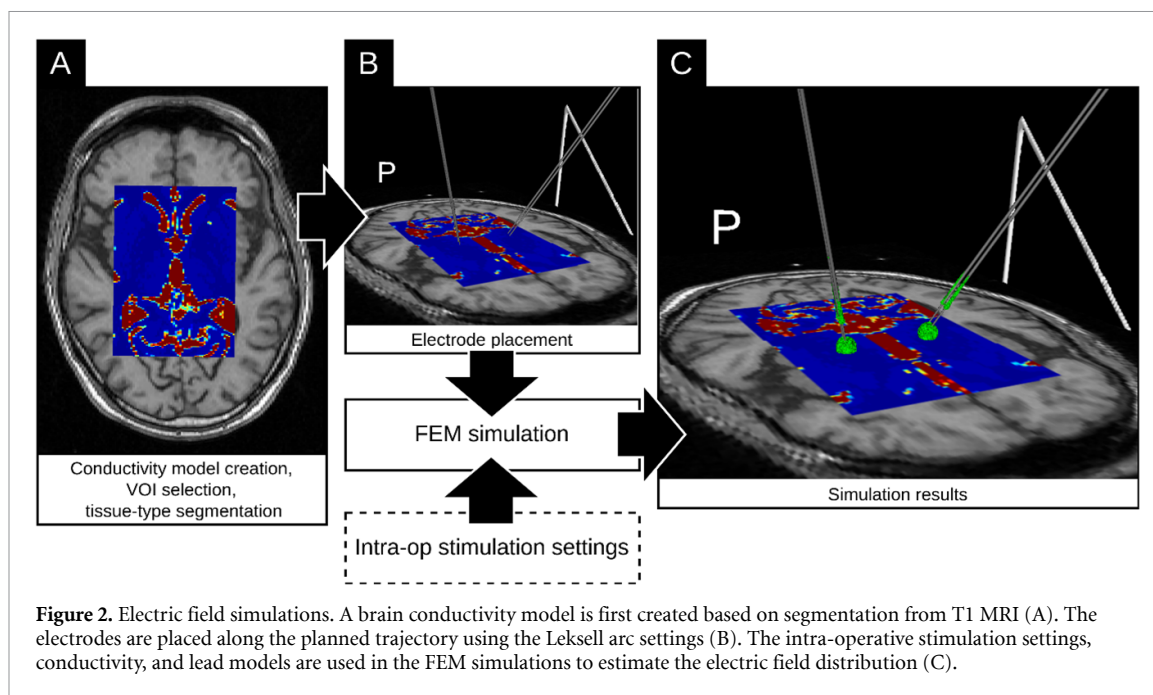 A
B
C
P
P
Conductivity model creation,
VOI selection,
tissue-type segmentation
Electrode placement
FEM simulation
Intra-op stimulation settings
Simulation results
Figure 2. Electric field simulations. A brain conductivity model is first created based on segmentation from T1 MRI (A). The
electrodes are placed along the planned trajectory using the Leksell arc settings (B). The intra-operative stimulation settings,
conductivity, and lead models are used in the FEM simulations to estimate the electric field distribution (C).